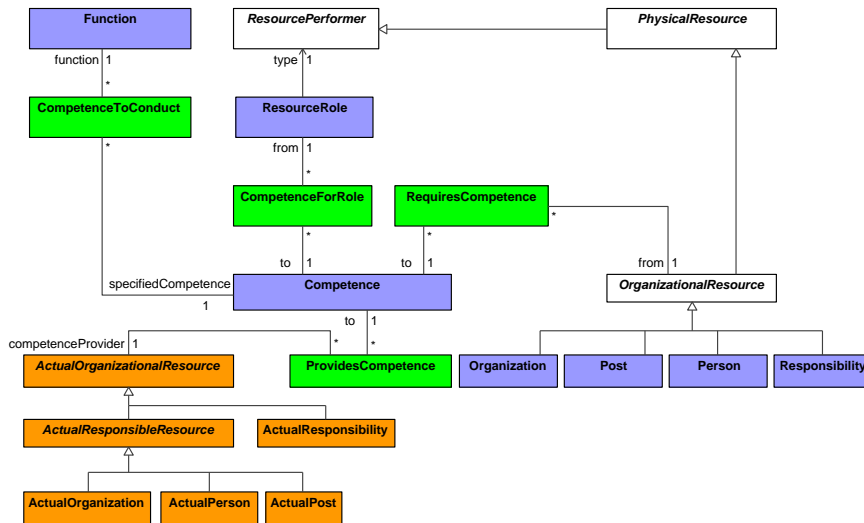 Function
ResourcePerformer
PhysicalResource
function 1
type 1
*
CompetenceToConduct
ResourceRole
*
from 1
*
CompetenceForRole
RequiresCompetence
*
*
*
to 1
to 1
from 1
specifiedCompetence
Competence
OrganizationalResource
1
to 1
competenceProvider 1
*
*
ActualOrganizationalResource
ProvidesCompetence
Organization
Post
Person
Responsibility
ActualResponsibleResource
ActualResponsibility
ActualOrganization
ActualPerson
ActualPost